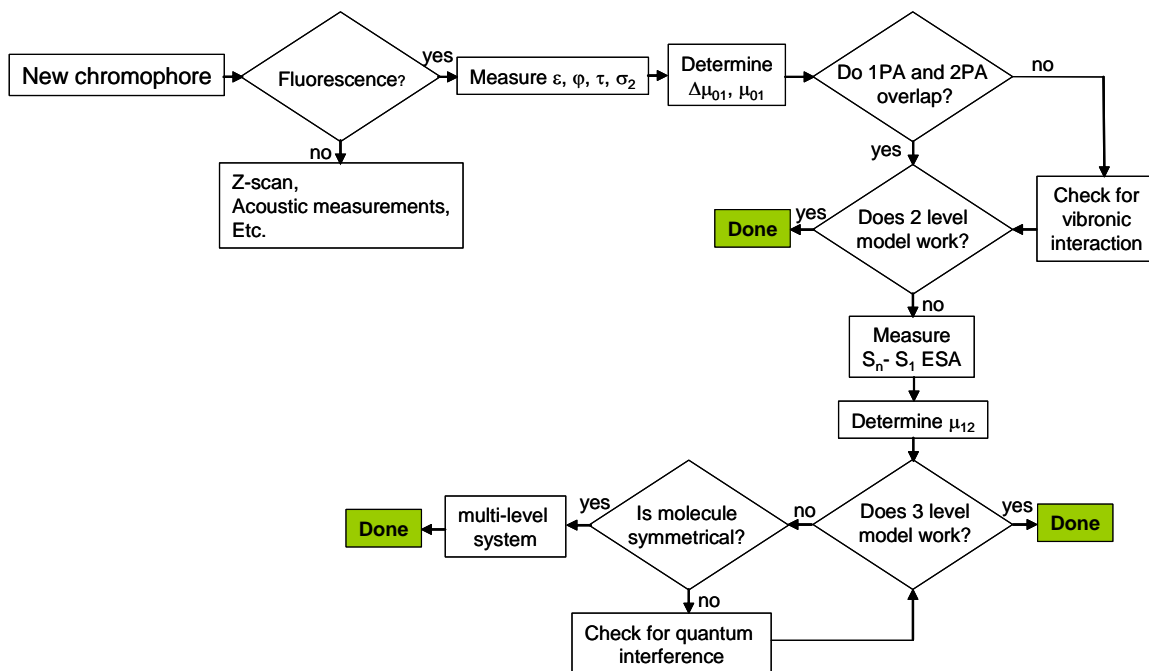 New chromophore
Fluorescence?
yes
no
Z-scan,
Acoustic measurements,
Etc.
Measure ε, φ, τ, σ₂
Determine
Δμ₀₁, μ₀₁
Do 1PA and 2PA
overlap?
no
yes
Check for
vibronic
interaction
Does 2 level
model work?
yes
Done
no
Measure
Sₙ- S₁ ESA
Determine μ₁₂
Does 3 level
model work?
yes
Done
no
Is molecule
symmetrical?
yes
multi-level
system
Done
no
Check for quantum
interference